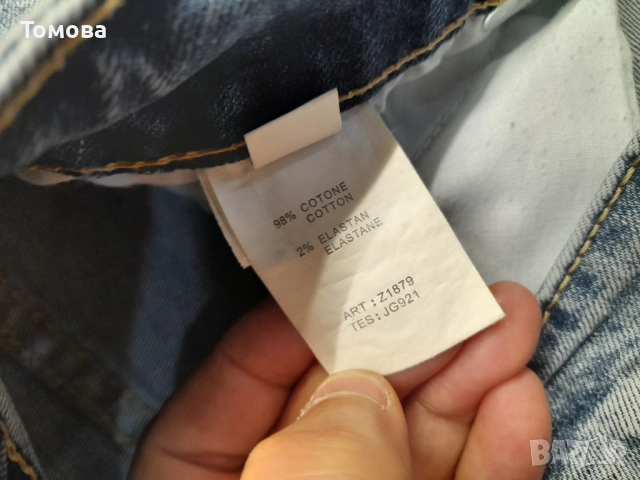 Томова
98% COTONE
COTTON
2% ELASTAN
ELASTANE
ART : Z1879
TES: JG921